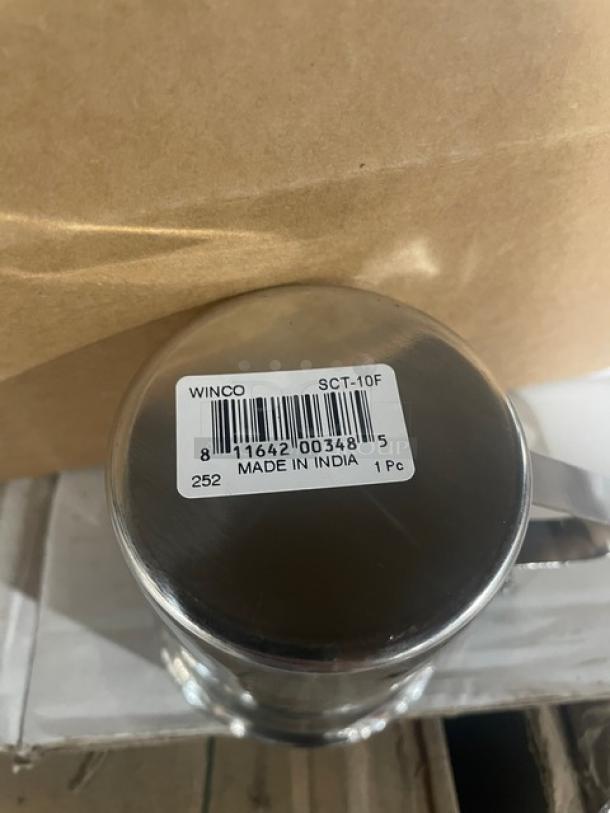 WINCO SCT-10F
8 11642 00348 5
MADE IN INDIA
252 1 Pc